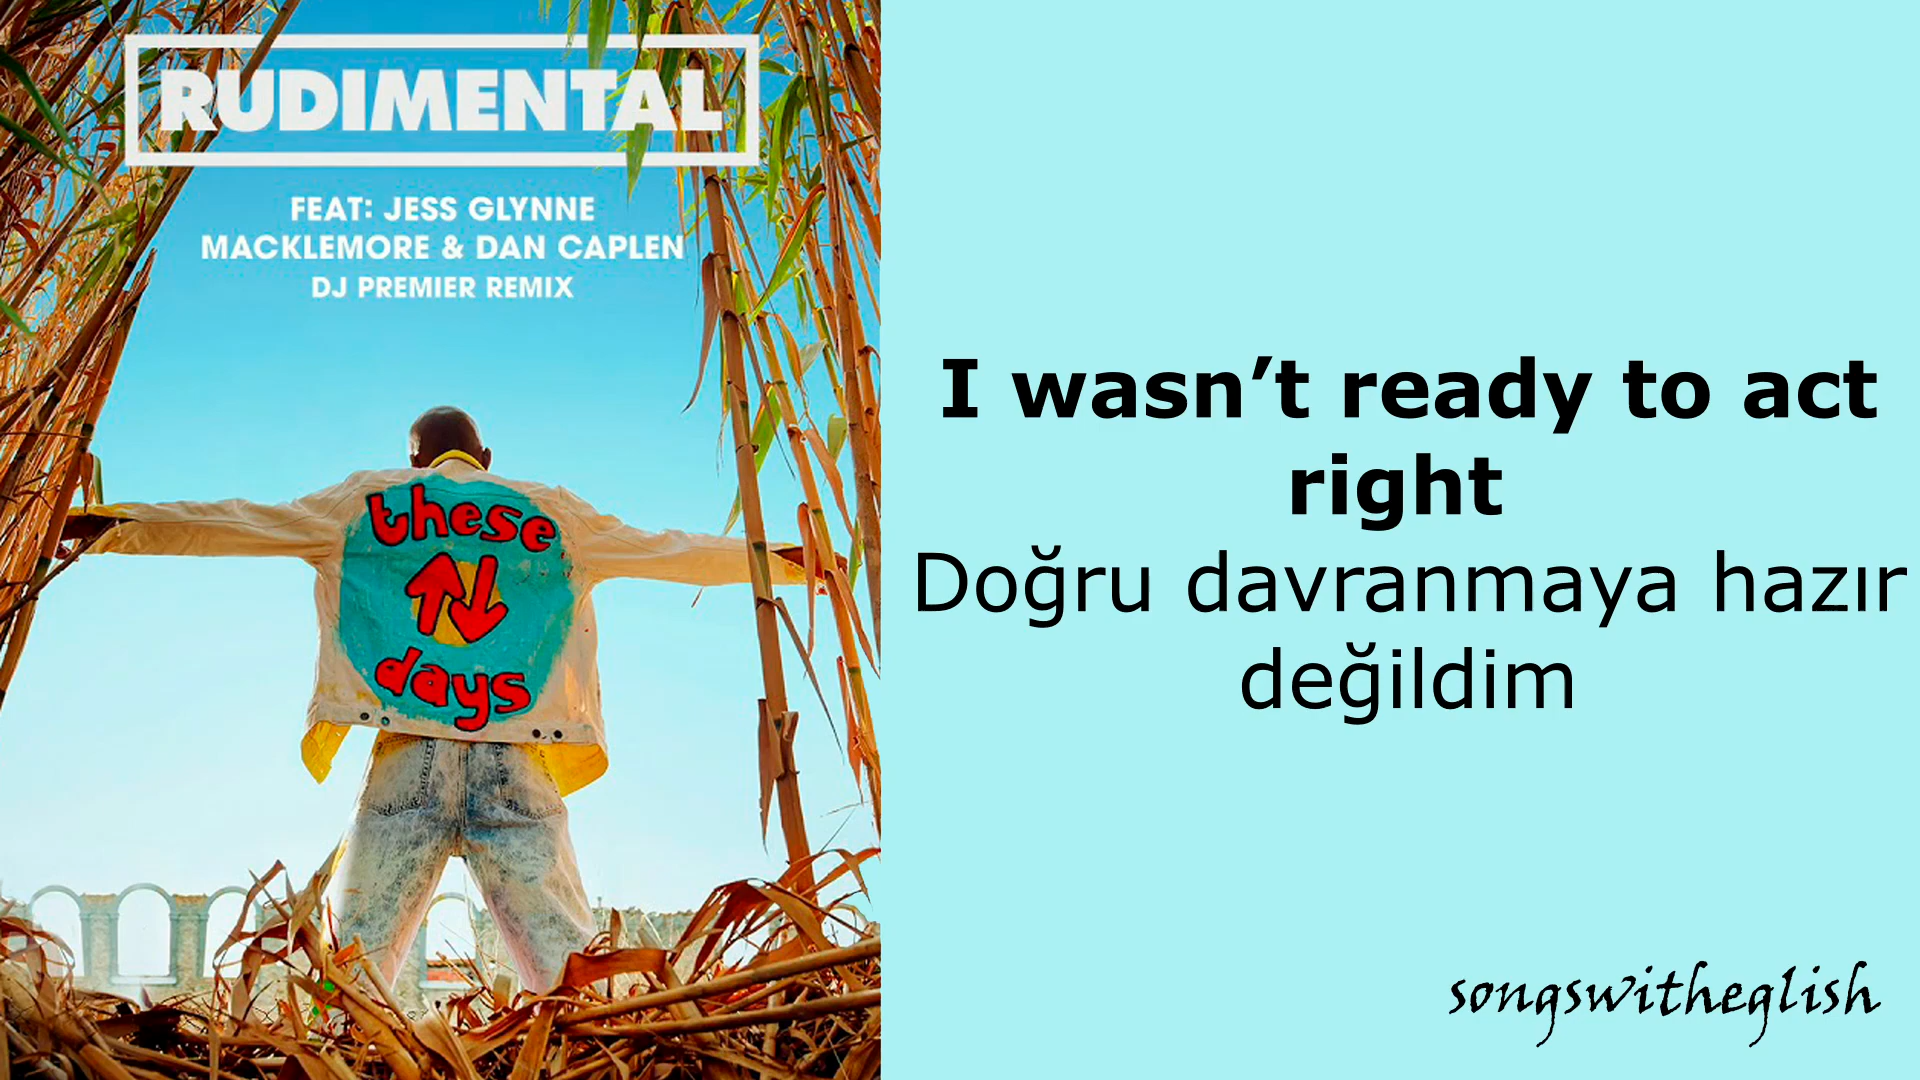 RUDIMENTAL
FEAT: JESS GLYNNE
MACKLEMORE & DAN CAPLEN
DJ PREMIER REMIX
these
days
I wasn’t ready to act
right
Doğru davranmaya hazır
değildim
songswitheglish